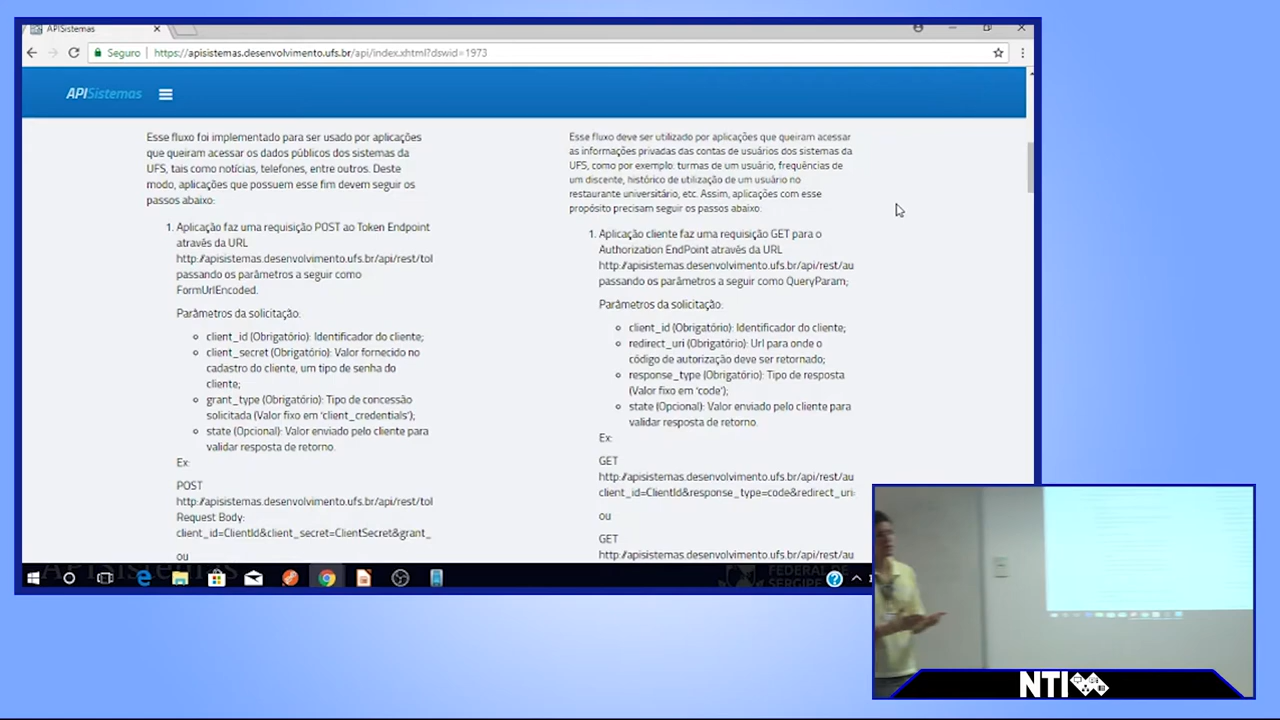 APISistemas
Seguro
https://apisistemas.desenvolvimento.ufs.br/api/index.xhtml?dswid=1973
APISistemas
Esse fluxo foi implementado para ser usado por aplicações
que queiram acessar os dados públicos dos sistemas da
UFS, tais como notícias, telefones, entre outros. Deste
modo, aplicações que possuem esse fim devem seguir os
passos abaixo:
1. Aplicação faz uma requisição POST ao Token Endpoint
através da URL
http://apisistemas.desenvolvimento.ufs.br/api/rest/tol
passando os parâmetros a seguir como
FormUrlEncoded.
Parâmetros da solicitação:
client_id (Obrigatório): Identificador do cliente;
client_secret (Obrigatório): Valor fornecido no
cadastro do cliente, um tipo de senha do
cliente;
grant_type (Obrigatório): Tipo de concessão
solicitada (Valor fixo em 'client_credentials');
state (Opcional): Valor enviado pelo cliente para
validar resposta de retorno.
Ex:
POST
http://apisistemas.desenvolvimento.ufs.br/api/rest/tol
Request Body:
client_id=ClientId&client_secret=ClientSecret&grant_
ou
Esse fluxo deve ser utilizado por aplicações que queiram acessar
as informações privadas das contas de usuários dos sistemas da
UFS, como por exemplo: turmas de um usuário, frequências de
um discente, histórico de utilização de um usuário no
restaurante universitário, etc. Assim, aplicações com esse
propósito precisam seguir os passos abaixo.
1. Aplicação cliente faz uma requisição GET para o
Authorization EndPoint através da URL
http://apisistemas.desenvolvimento.ufs.br/api/rest/au
passando os parâmetros a seguir como QueryParam;
Parâmetros da solicitação:
client_id (Obrigatório): Identificador do cliente;
redirect_uri (Obrigatório): Url para onde o
código de autorização deve ser retornado;
response_type (Obrigatório): Tipo de resposta
(Valor fixo em 'code');
state (Opcional): Valor enviado pelo cliente para
validar resposta de retorno.
Ex:
GET
http://apisistemas.desenvolvimento.ufs.br/api/rest/au
client_id=ClientId&response_type=code&redirect_uri:
ou
GET
http://apisistemas.desenvolvimento.ufs.br/api/rest/au
APISistemas
FEDERAL DE
SERGIPE
NTI